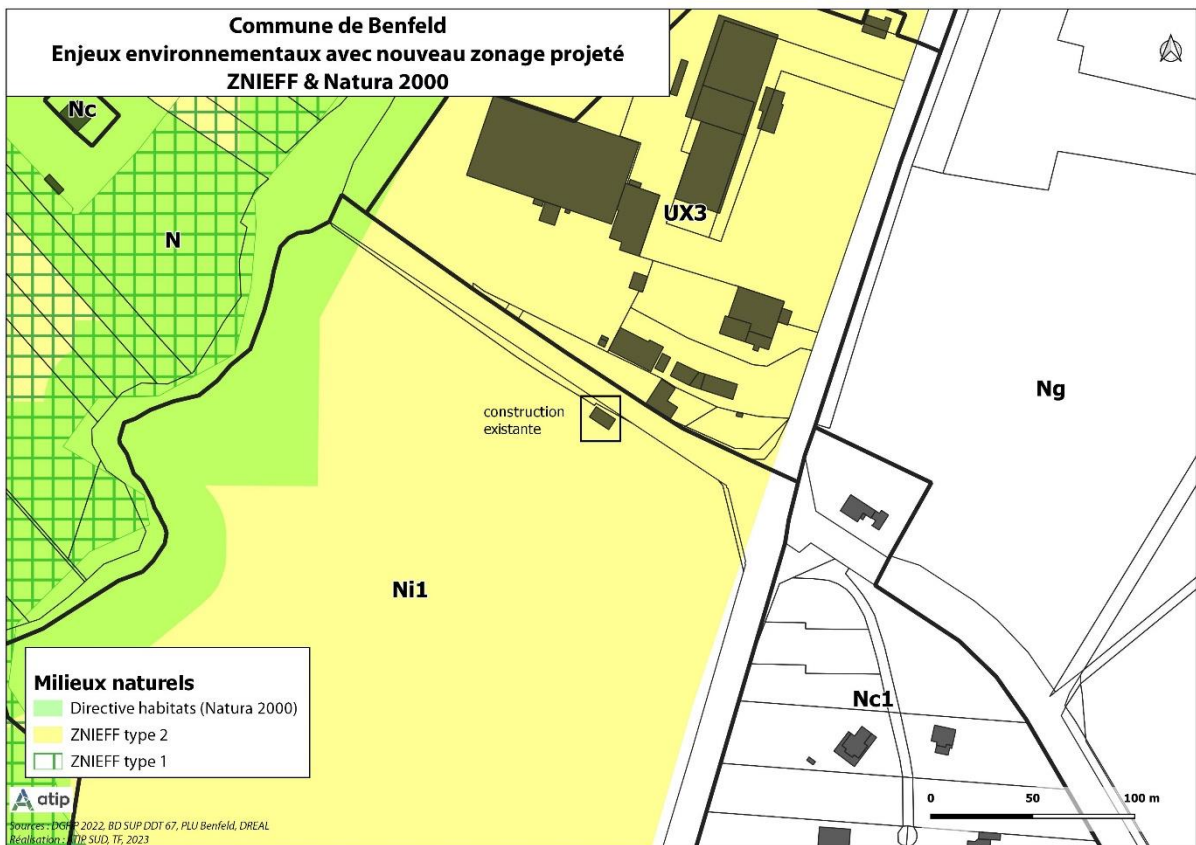 Commune de Benfeld
Enjeux environnementaux avec nouveau zonage projeté
ZNIEFF & Natura 2000
Nc
N
UX3
Ng
construction
existante
Ni1
Nc1
Milieux naturels
Directive habitats (Natura 2000)
ZNIEFF type 2
ZNIEFF type 1
atip
0 50 100 m
Sources : DGFIP 2022, BD SUP DDT 67, PLU Benfeld, DREAL
Réalisation : ATIP SUD, TF, 2023